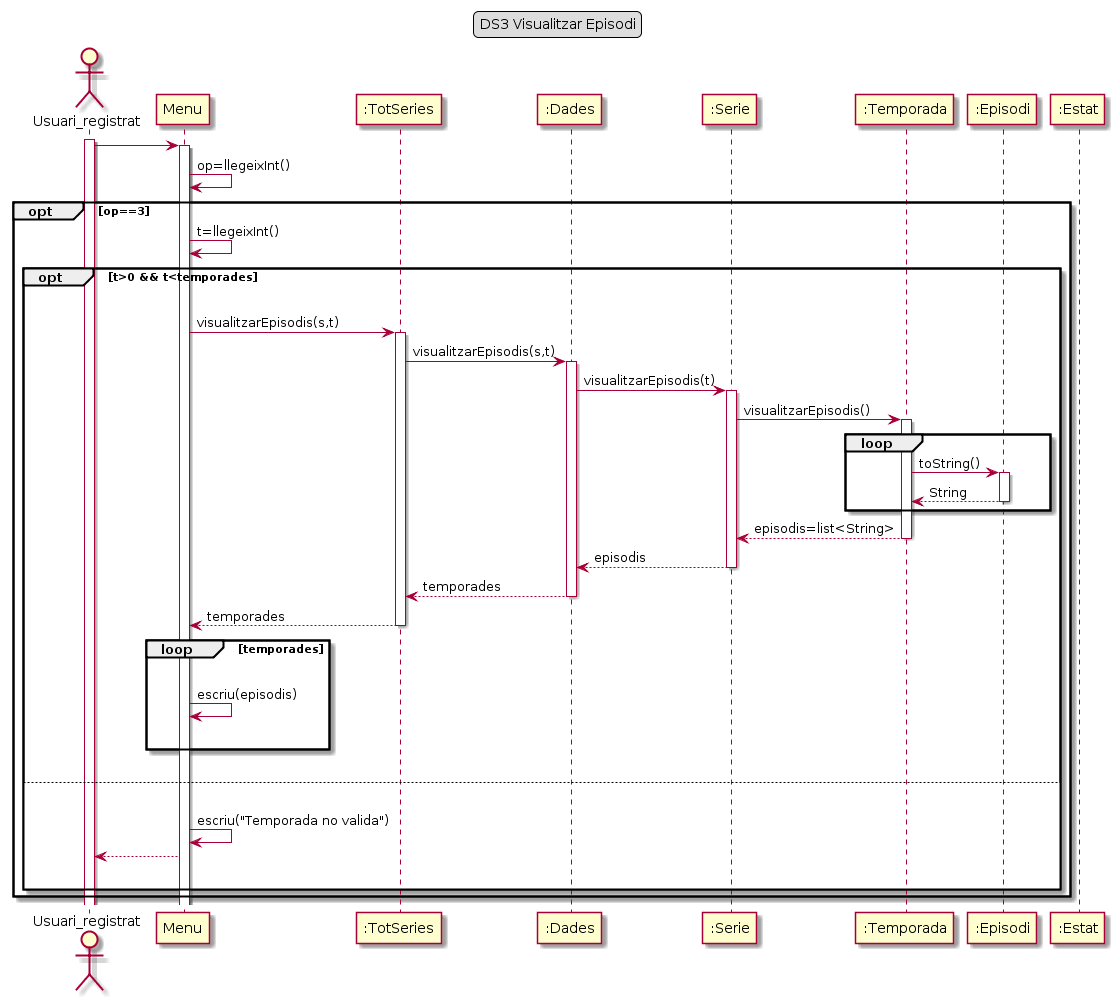 DS3 Visualitzar Episodi
Usuari_registrat
Menu
:TotSeries
:Dades
:Serie
:Temporada
:Episodi
:Estat
op=llegeixInt()
opt
[op==3]
t=llegeixInt()
opt
[t>0 && t<temporades]
visualitzarEpisodis(s,t)
visualitzarEpisodis(s,t)
visualitzarEpisodis(t)
visualitzarEpisodis()
loop
toString()
String
episodis=list<String>
episodis
temporades
temporades
loop
[temporades]
escriu(episodis)
escriu("Temporada no valida")
Usuari_registrat
Menu
:TotSeries
:Dades
:Serie
:Temporada
:Episodi
:Estat